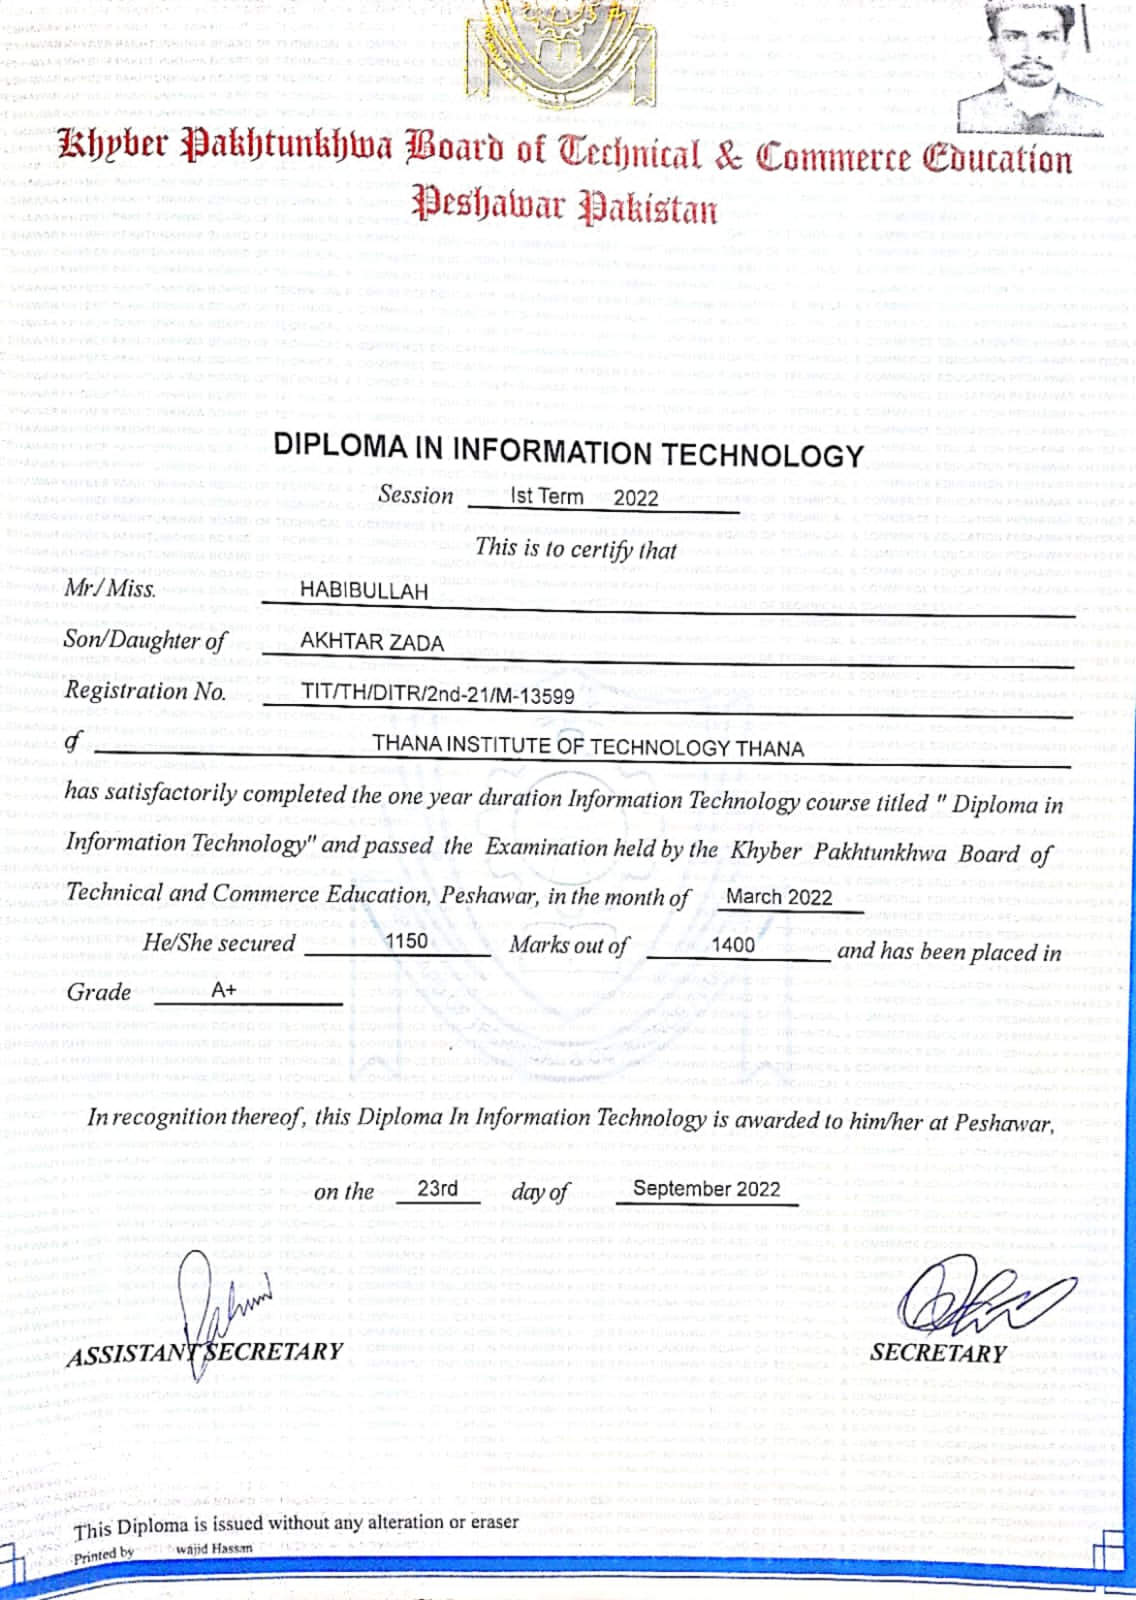 Khyber Pakhtunkhwa Board of Technical & Commerce Education
Peshawar Pakistan
DIPLOMA IN INFORMATION TECHNOLOGY
Session Ist Term 2022
This is to certify that
Mr/Miss. HABIBULLAH
Son/Daughter of AKHTAR ZADA
Registration No. TIT/TH/DITR/2nd-21/M-13599
of THANA INSTITUTE OF TECHNOLOGY THANA
has satisfactorily completed the one year duration Information Technology course titled " Diploma in
Information Technology" and passed the Examination held by the Khyber Pakhtunkhwa Board of
Technical and Commerce Education, Peshawar, in the month of March 2022
He/She secured 1150 Marks out of 1400 and has been placed in
Grade A+
In recognition thereof, this Diploma In Information Technology is awarded to him/her at Peshawar,
on the 23rd day of September 2022
ASSISTANT SECRETARY SECRETARY
This Diploma is issued without any alteration or eraser
Printed by wajid Hassan